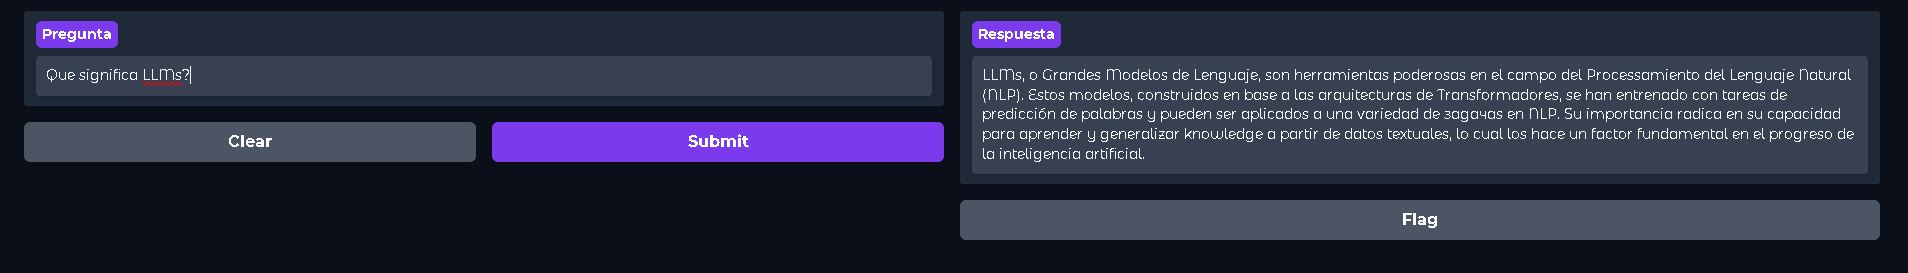 Pregunta
Que significa LLMs?
Clear
Submit
Respuesta
LLMs, o Grandes Modelos de Lenguaje, son herramientas poderosas en el campo del Processamiento del Lenguaje Natural
(NLP). Estos modelos, construidos en base a las arquitecturas de Transformadores, se han entrenado con tareas de
predicción de palabras y pueden ser aplicados a una variedad de задачаs en NLP. Su importancia radica en su capacidad
para aprender y generalizar knowledge a partir de datos textuales, lo cual los hace un factor fundamental en el progreso de
la inteligencia artificial.
Flag